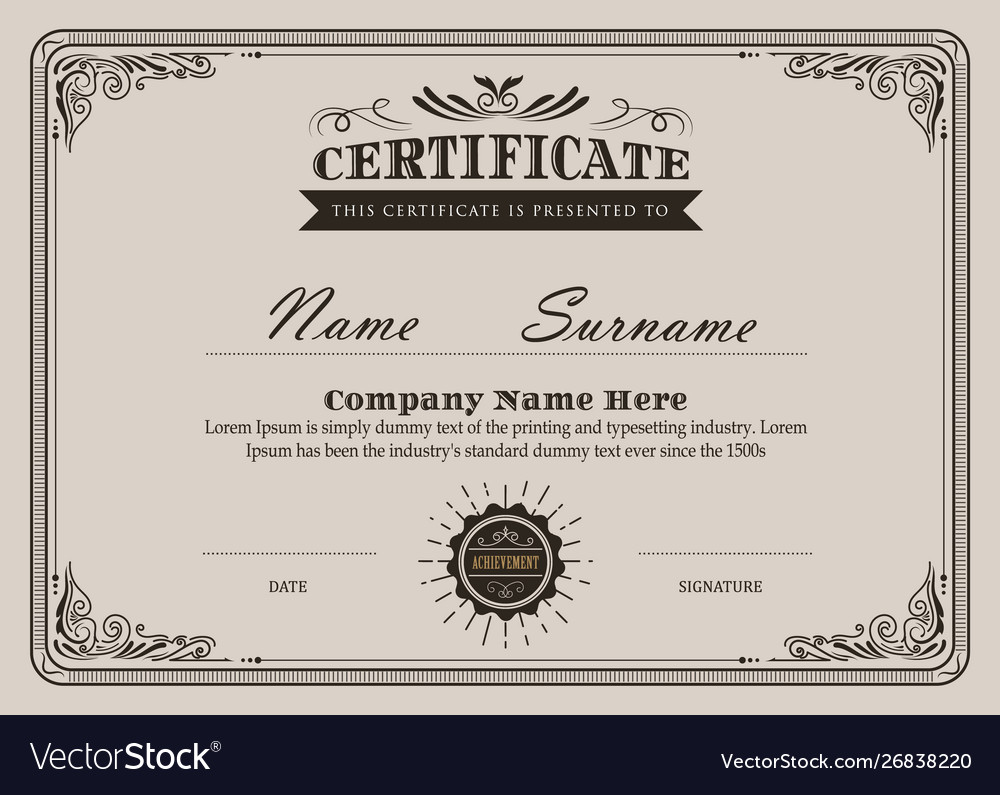 CERTIFICATE
THIS CERTIFICATE IS PRESENTED TO
Name Surname
Company Name Here
Lorem Ipsum is simply dummy text of the printing and typesetting industry. Lorem
Ipsum has been the industry's standard dummy text ever since the 1500s
ACHIEVEMENT
DATE
SIGNATURE
VectorStock®
VectorStock.com/26838220